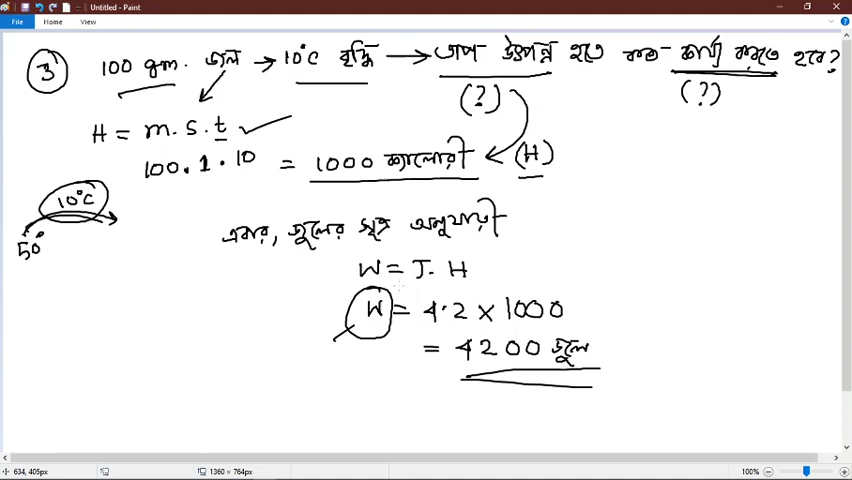 Untitled - Paint
File Home View
3 100 gm. জল → 10°C বৃদ্ধি → তাপ উৎপন্ন হতে কত কার্য্য করতে হবে?
(?) (?)
H = m. s. t
100. 1. 10 = 1000 ক্যালোরী (H)
10°C
50°
এবার, জুলের সূত্র অনুযায়ী
W = J. H
W = 4.2 x 1000
= 4200 জুল
634, 405px 1360 × 764px 100%